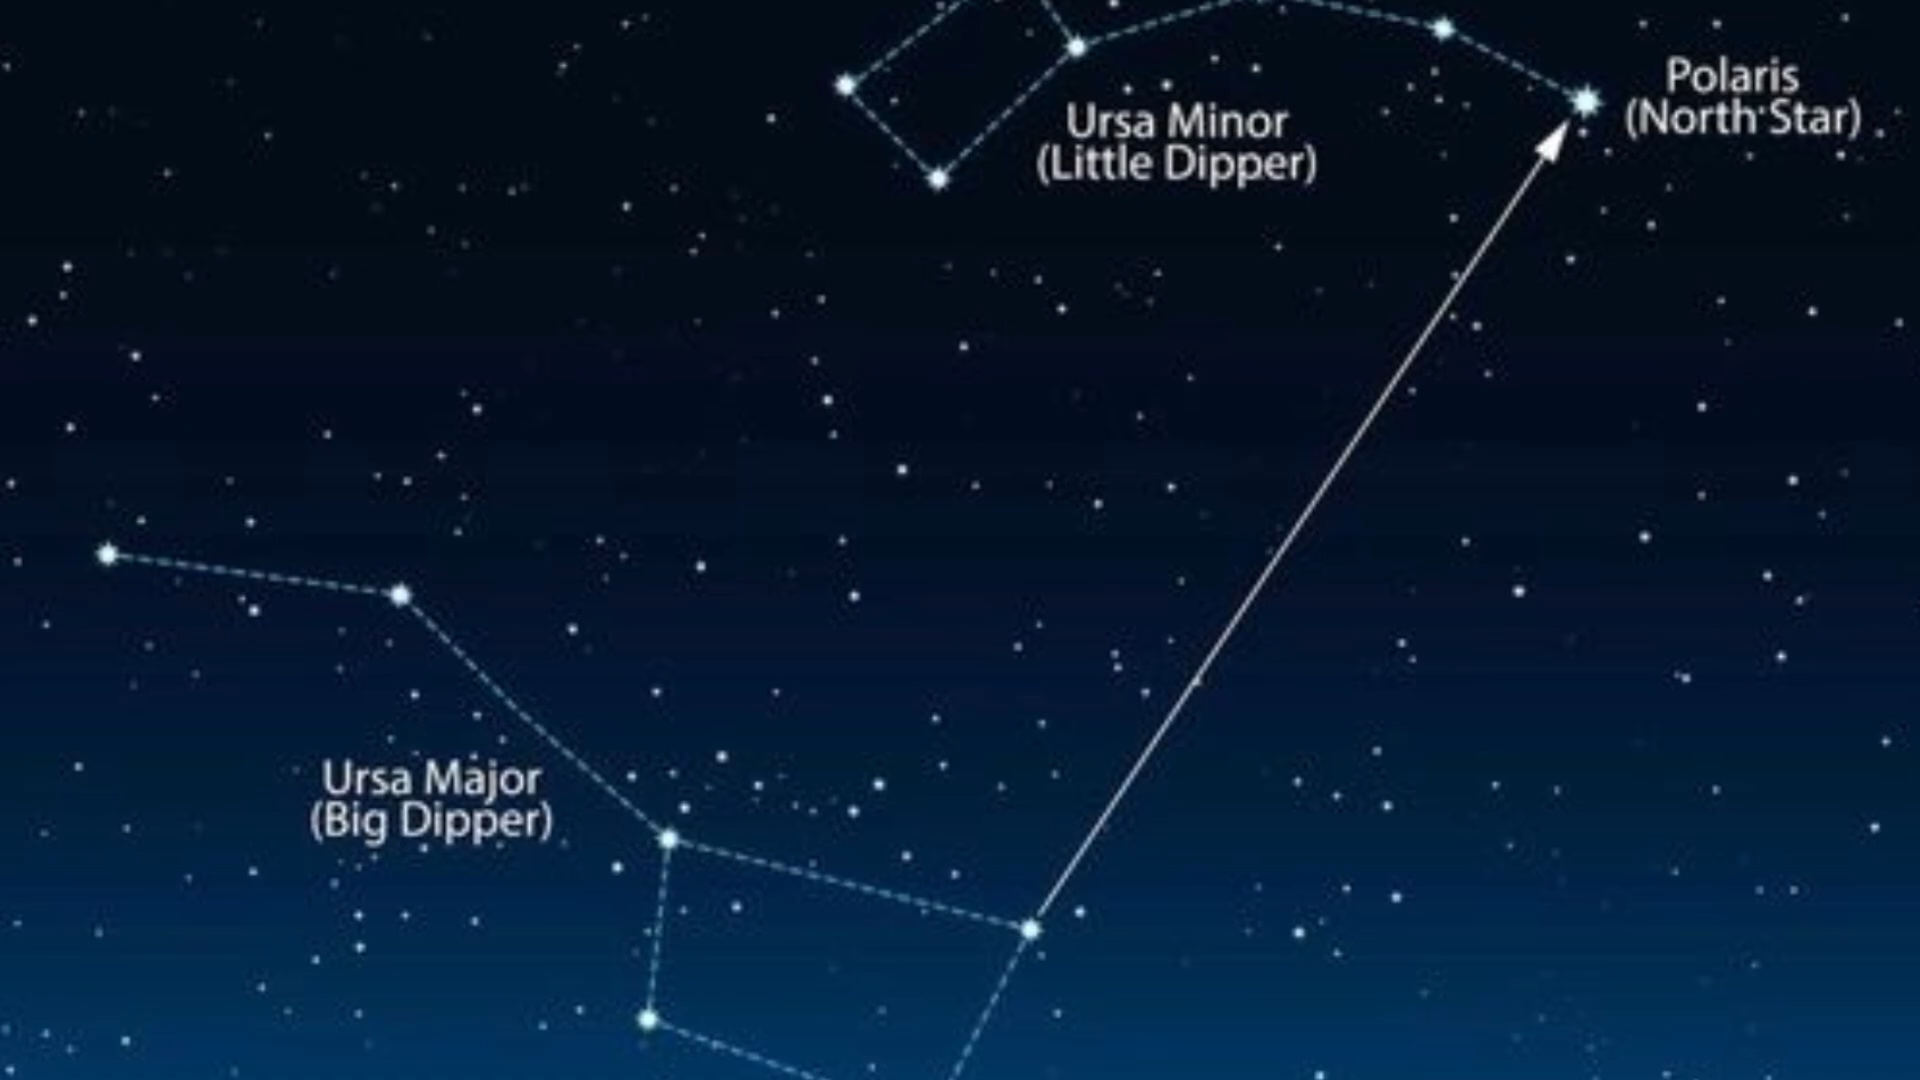 Polaris
(North Star)
Ursa Minor
(Little Dipper)
Ursa Major
(Big Dipper)